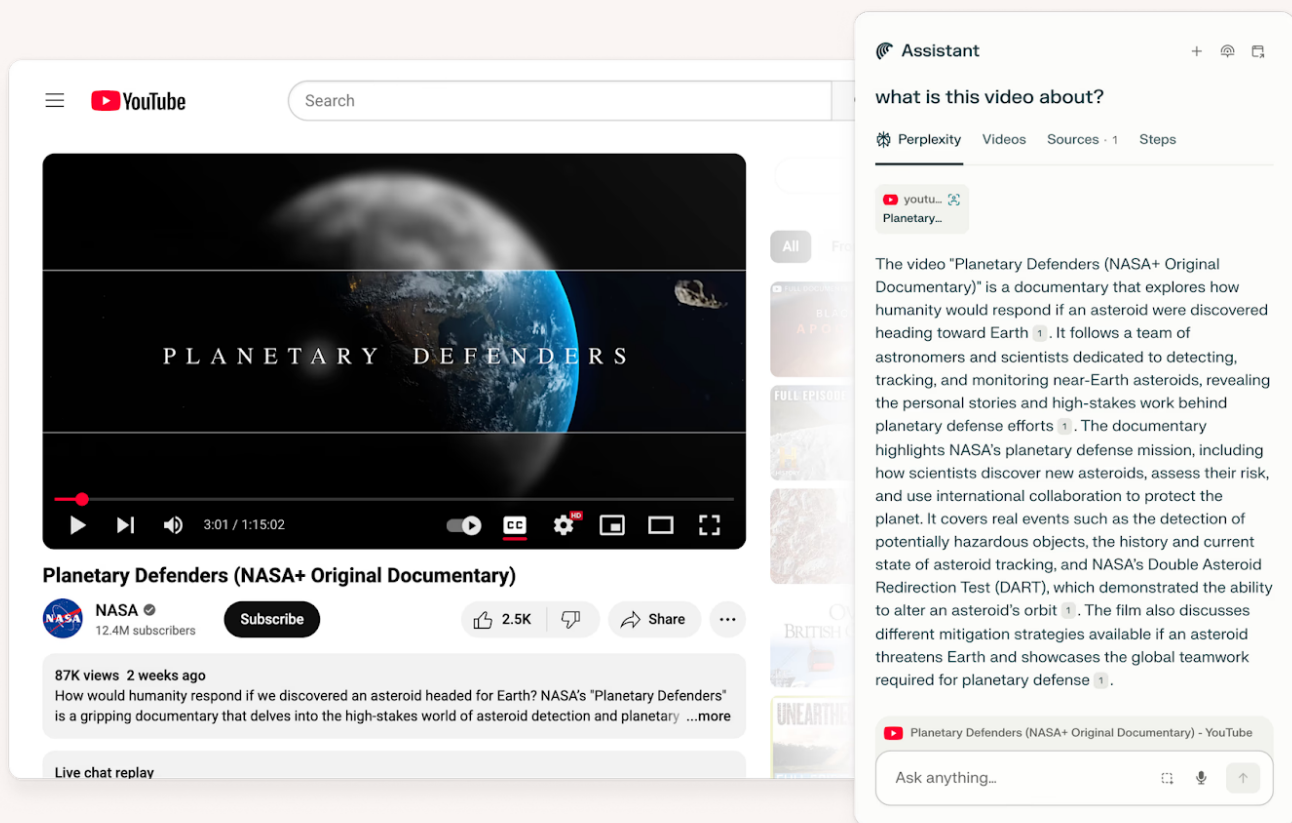 YouTube
Search
PLANETARY DEFENDERS
3:01 / 1:15:02
CC
HD
Planetary Defenders (NASA+ Original Documentary)
NASA
NASA
12.4M subscribers
Subscribe
2.5K
Share
87K views 2 weeks ago
How would humanity respond if we discovered an asteroid headed for Earth? NASA's "Planetary Defenders"
is a gripping documentary that delves into the high-stakes world of asteroid detection and planetary ...more
Live chat replay
All
FULL EPISODE
BRITISH
Assistant
what is this video about?
Perplexity Videos Sources · 1 Steps
youtu...
Planetary...
The video "Planetary Defenders (NASA+ Original
Documentary)" is a documentary that explores how
humanity would respond if an asteroid were discovered
heading toward Earth 1 . It follows a team of
astronomers and scientists dedicated to detecting,
tracking, and monitoring near-Earth asteroids, revealing
the personal stories and high-stakes work behind
planetary defense efforts 1 . The documentary
highlights NASA's planetary defense mission, including
how scientists discover new asteroids, assess their risk,
and use international collaboration to protect the
planet. It covers real events such as the detection of
potentially hazardous objects, the history and current
state of asteroid tracking, and NASA's Double Asteroid
Redirection Test (DART), which demonstrated the ability
to alter an asteroid's orbit 1 . The film also discusses
different mitigation strategies available if an asteroid
threatens Earth and showcases the global teamwork
required for planetary defense 1 .
Planetary Defenders (NASA+ Original Documentary) - YouTube
Ask anything...